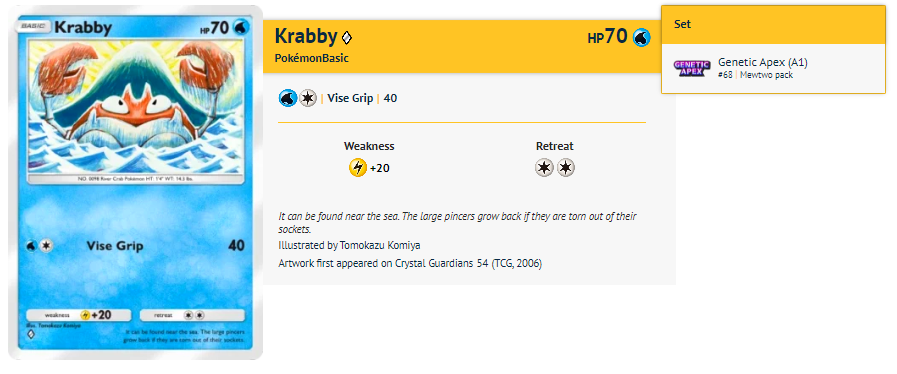 BASIC Krabby HP 70
NO. 0098 River Crab Pokémon HT: 1'4" WT: 14.3 lbs.
Vise Grip 40
weakness +20 retreat
Illus. Tomokazu Komiya
It can be found near the sea. The large pincers
grow back if they are torn out of their sockets.
Krabby HP70
PokémonBasic
| Vise Grip | 40
Weakness Retreat
+20
It can be found near the sea. The large pincers grow back if they are torn out of their
sockets.
Illustrated by Tomokazu Komiya
Artwork first appeared on Crystal Guardians 54 (TCG, 2006)
Set
GENETIC
APEX
Genetic Apex (A1)
#68 | Mewtwo pack